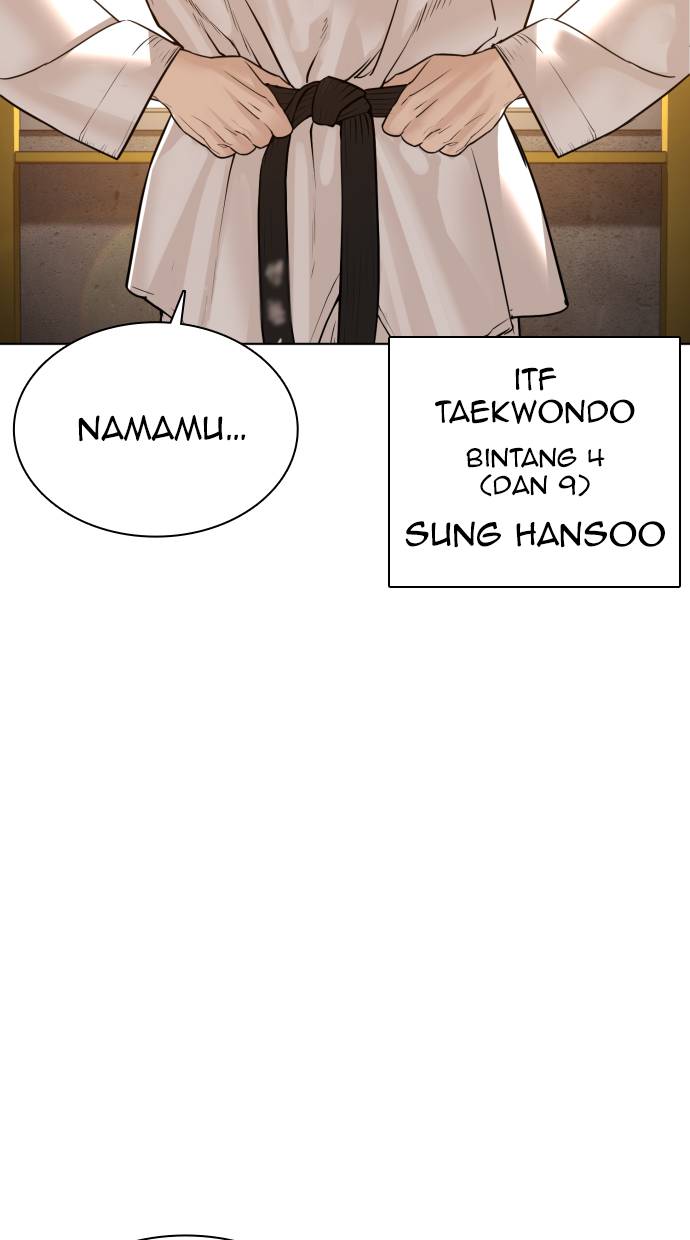 NAMAMU...
ITF
TAEKWONDO
BINTANG 4
(DAN 9)
SUNG HANSOO